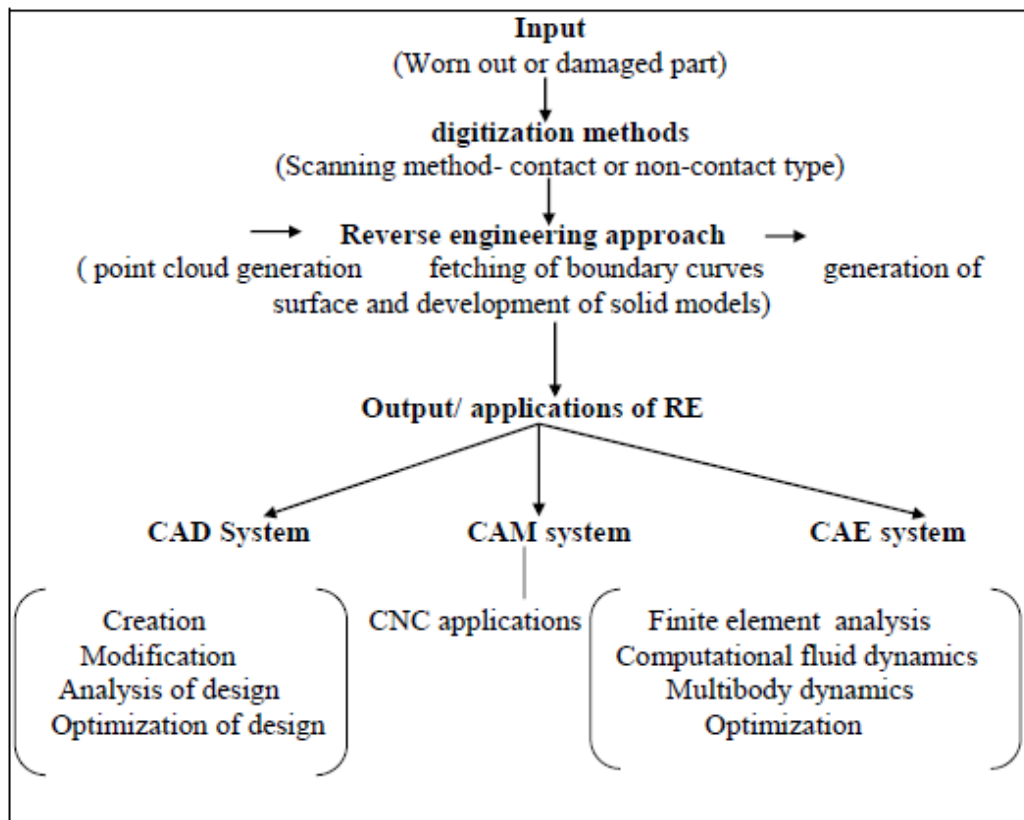 Input
(Worn out or damaged part)
digitization methods
(Scanning method- contact or non-contact type)
Reverse engineering approach
( point cloud generation fetching of boundary curves generation of
surface and development of solid models)
Output/ applications of RE
CAD System CAM system CAE system
Creation CNC applications Finite element analysis
Modification Computational fluid dynamics
Analysis of design Multibody dynamics
Optimization of design Optimization